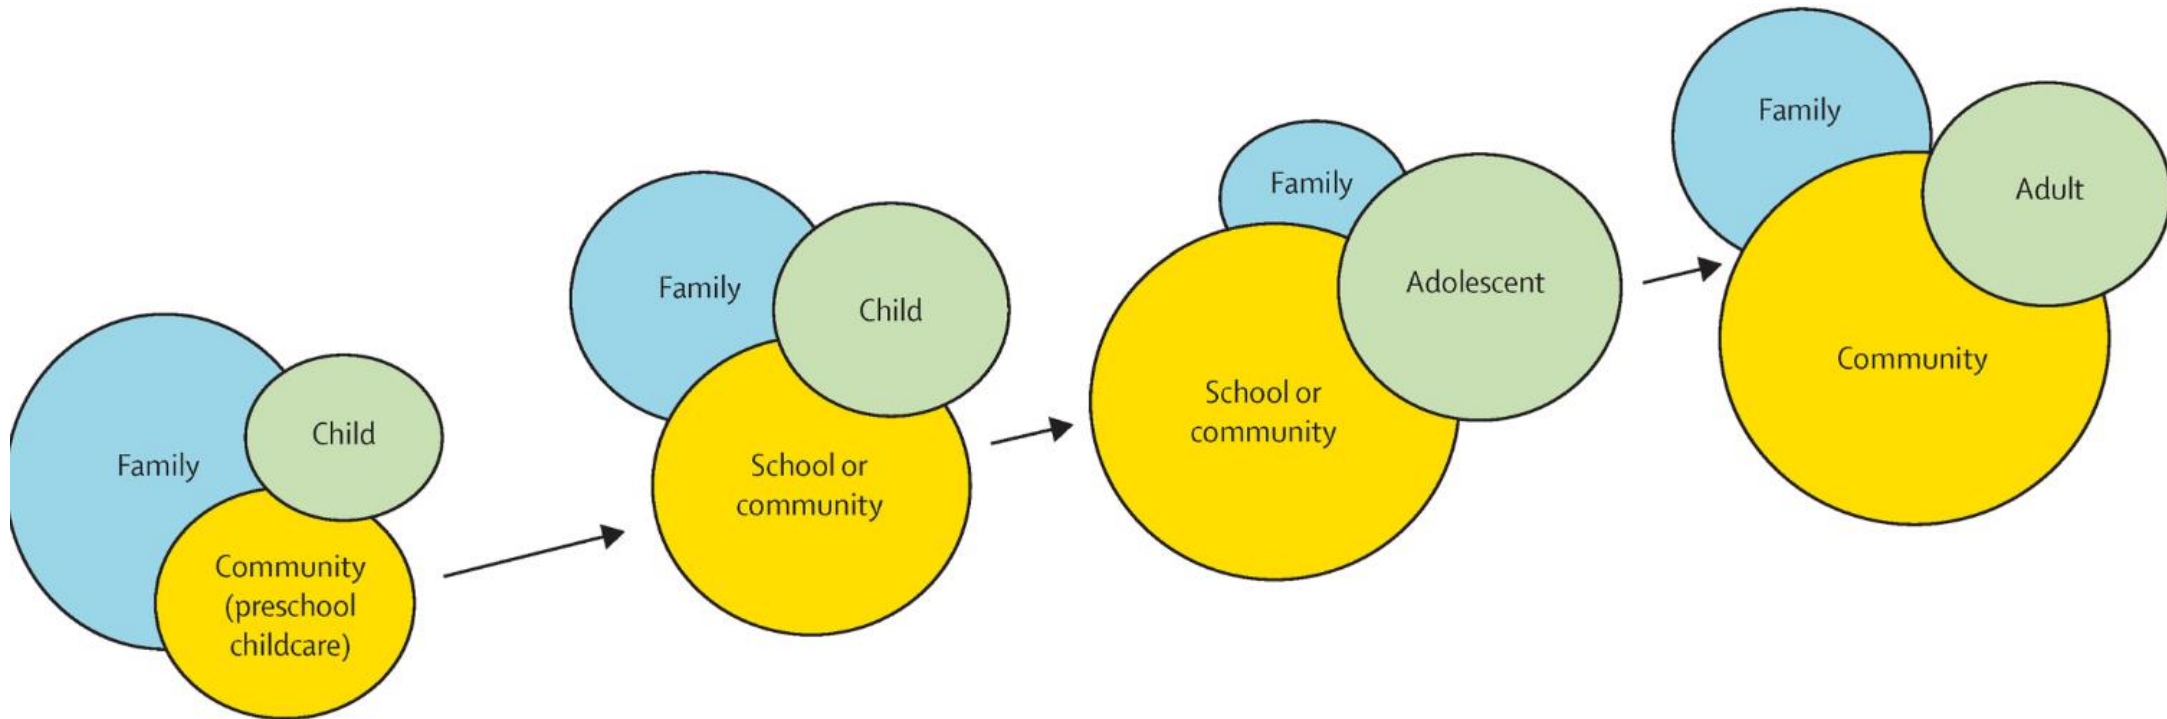 Family
Child
Community
(preschool
childcare)
Family
Child
School or
community
Family
Adolescent
School or
community
Family
Adult
Community